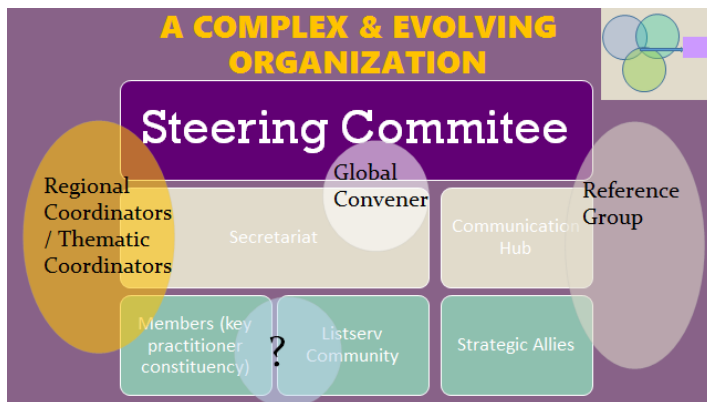 A COMPLEX & EVOLVING
ORGANIZATION
Steering Commitee
Global
Convener
Regional
Coordinators
/ Thematic
Coordinators
Reference
Group
Secretariat
Communication
Hub
Members (key
practitioner
constituency)
?
Listserv
Community
Strategic Allies